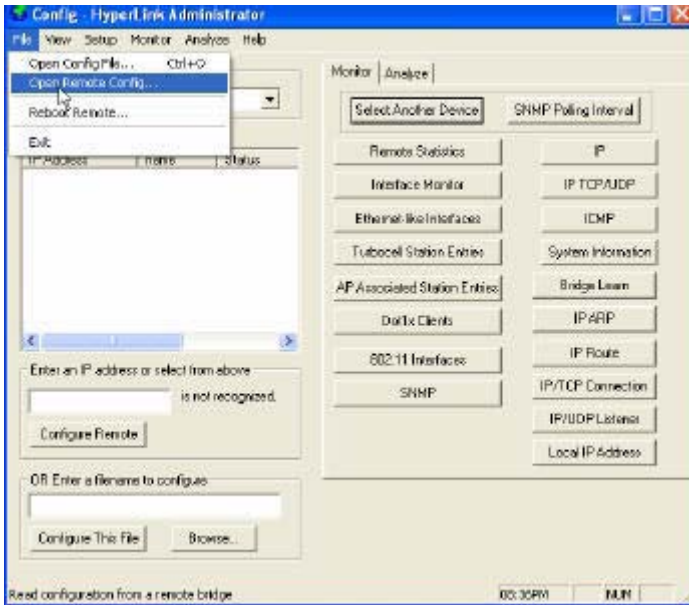 Config - HyperLink Administrator
File View Setup Monitor Analyze Help
Open Config File... Ctrl+O
Open Remote Config...
Reboot Remote...
Exit
IP Address Name Status
Enter an IP address or select from above
is not recognized.
Configure Remote
OR Enter a filename to configure
Configure This File Browse...
Monitor Analyze
Select Another Device SNMP Polling Interval
Remote Statistics IP
Interface Monitor IP TCP/UDP
Ethernet-like Interfaces ICMP
Turbocell Station Entries System Information
AP Associated Station Entries Bridge Learn
Dot1x Clients IP ARP
802.11 Interfaces IP Route
SNMP IP/TCP Connection
IP/UDP Listener
Local IP Address
Read configuration from a remote bridge 05:36PM NUM